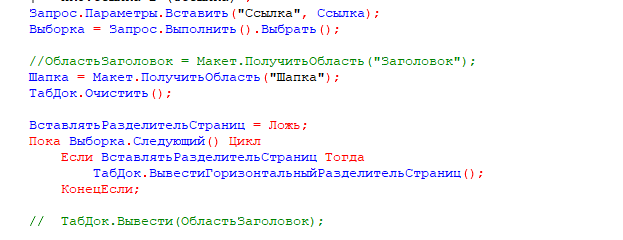 Запрос.Параметры.Вставить("Ссылка", Ссылка);
Выборка = Запрос.Выполнить().Выбрать();
//ОбластьЗаголовок = Макет.ПолучитьОбласть("Заголовок");
Шапка = Макет.ПолучитьОбласть("Шапка");
ТабДок.Очистить();
ВставлятьРазделительСтраниц = Ложь;
Пока Выборка.Следующий() Цикл
Если ВставлятьРазделительСтраниц Тогда
ТабДок.ВывестиГоризонтальныйРазделительСтраниц();
КонецЕсли;
//  ТабДок.Вывести(ОбластьЗаголовок);